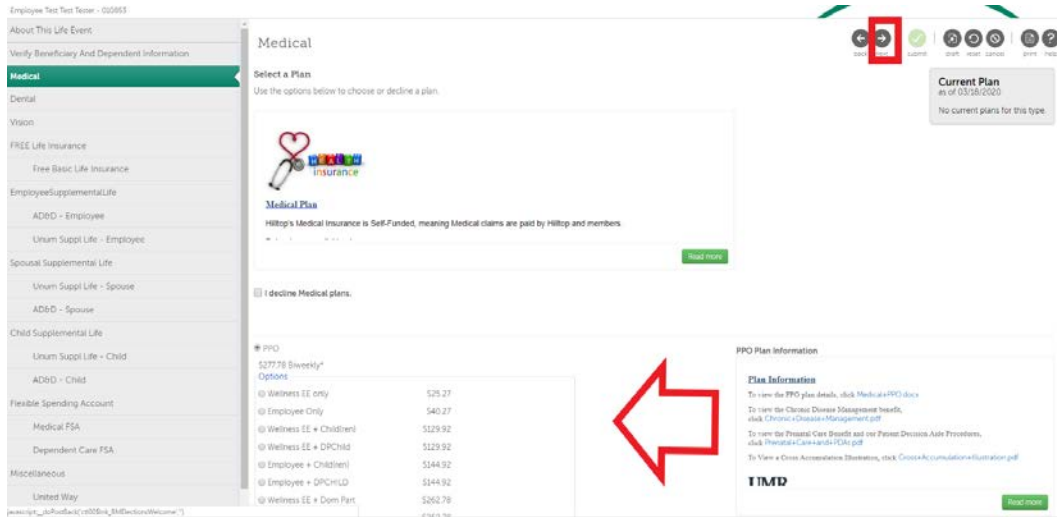 Employee Test Test Tester - 010853
About This Life Event
Verify Beneficiary And Dependent Information
Medical
Dental
Vision
FREE Life Insurance
Free Basic Life Insurance
EmployeeSupplementalLife
AD&D - Employee
Unum Suppl Life - Employee
Spousal Supplemental Life
Unum Suppl Life - Spouse
AD&D - Spouse
Child Supplemental Life
Unum Suppl Life - Child
AD&D - Child
Flexible Spending Account
Medical FSA
Dependent Care FSA
Miscellaneous
United Way
Medical
back next submit draft reset cancel print help
Select a Plan
Use the options below to choose or decline a plan.
Current Plan
as of 03/18/2020
No current plans for this type.
HEALTH
insurance
Medical Plan
Hilltop's Medical Insurance is Self-Funded, meaning Medical claims are paid by Hilltop and members
Read more
I decline Medical plans.
PPO
$277.78 Biweekly*
Options
Wellness EE only $25.27
Employee Only $40.27
Wellness EE + Child(ren) $129.92
Wellness EE + DPChild $129.92
Employee + Child(ren) $144.92
Employee + DPCHILD $144.92
Wellness EE + Dom Part $262.78
PPO Plan Information
Plan Information
To view the PPO plan details, click Medical+PPO.docx
To view the Chronic Disease Management benefit,
click Chronic+Disease+Management.pdf
To view the Prenatal Care Benefit and our Patient Decision Aide Procedures,
click Prenatal+Care+and+PDAs.pdf
To View a Cross Accumulation Illustration, click Cross+Accumulation+Illustration.pdf
UMR
Read more